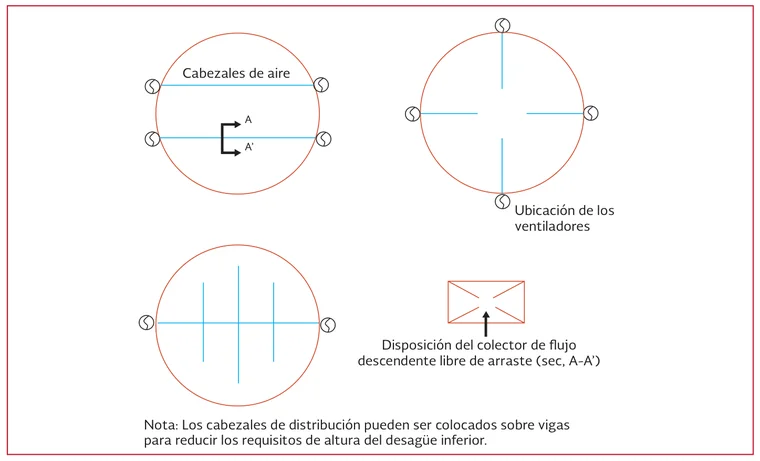 Cabezales de aire
A
A'
Ubicación de los
ventiladores
Disposición del colector de flujo
descendente libre de arraste (sec, A-A’)
Nota: Los cabezales de distribución pueden ser colocados sobre vigas
para reducir los requisitos de altura del desagüe inferior.